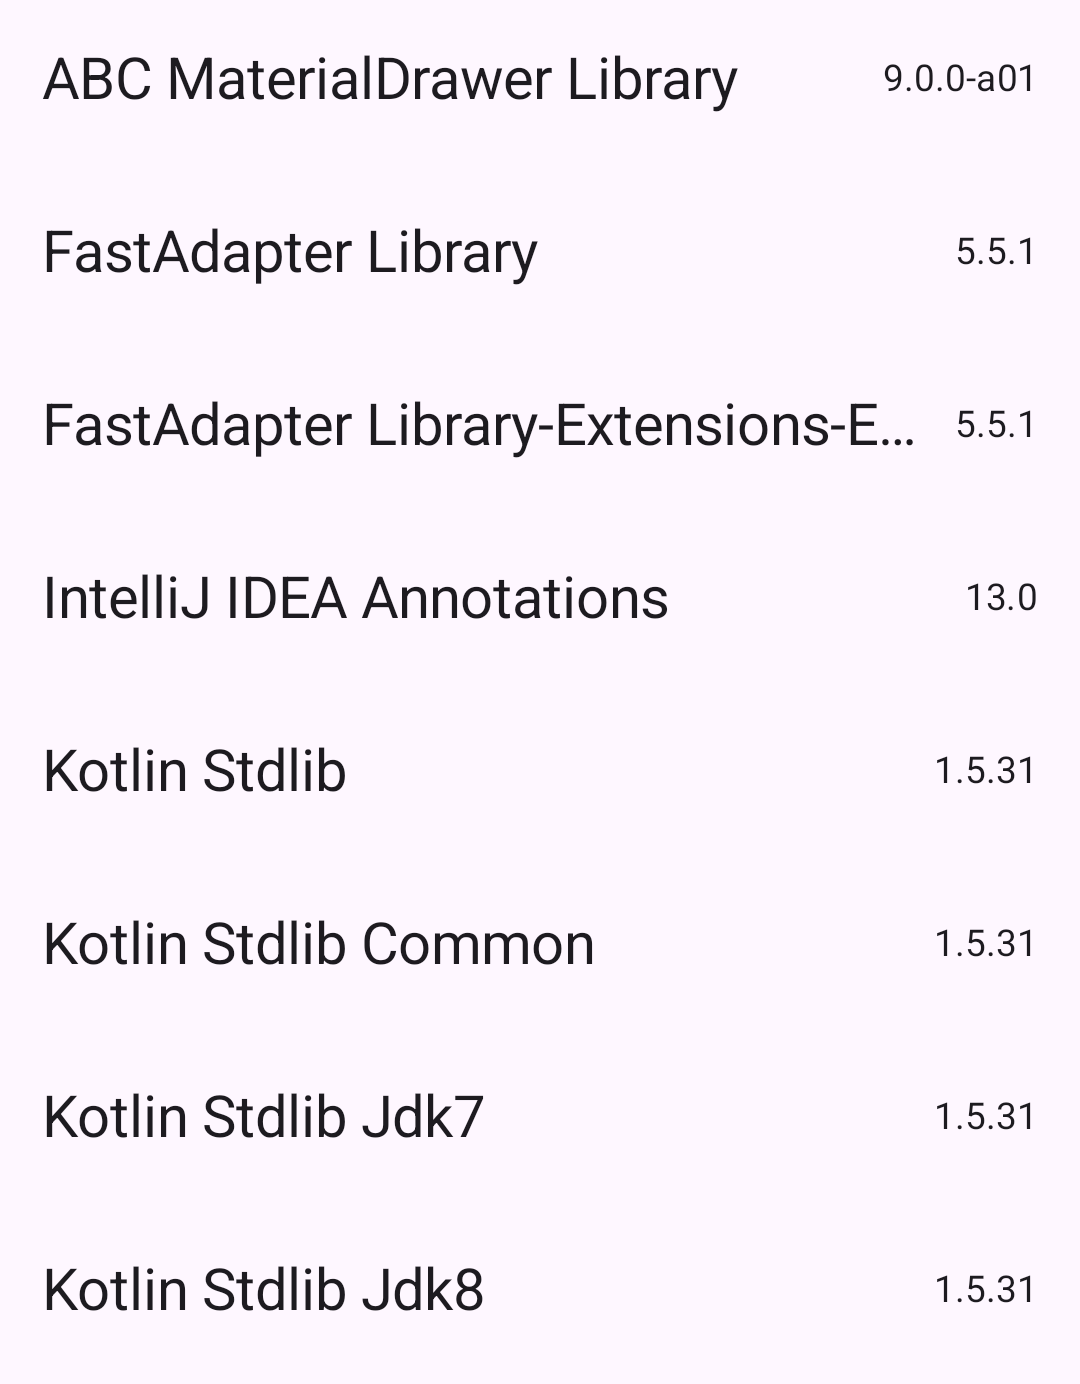 ABC MaterialDrawer Library 9.0.0-a01
FastAdapter Library 5.5.1
FastAdapter Library-Extensions-E... 5.5.1
IntelliJ IDEA Annotations 13.0
Kotlin Stdlib 1.5.31
Kotlin Stdlib Common 1.5.31
Kotlin Stdlib Jdk7 1.5.31
Kotlin Stdlib Jdk8 1.5.31